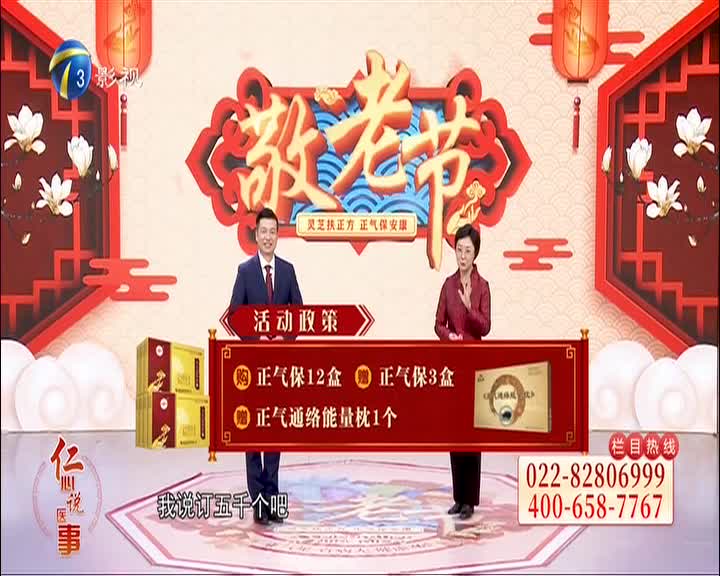 3 影视
敬老节
灵芝扶正方 正气保安康
活动政策
购 正气保12盒 赠 正气保3盒
赠 正气通络能量枕1个
栏目热线
022-82806999
400-658-7767
仁心说医事
我说订五千个吧